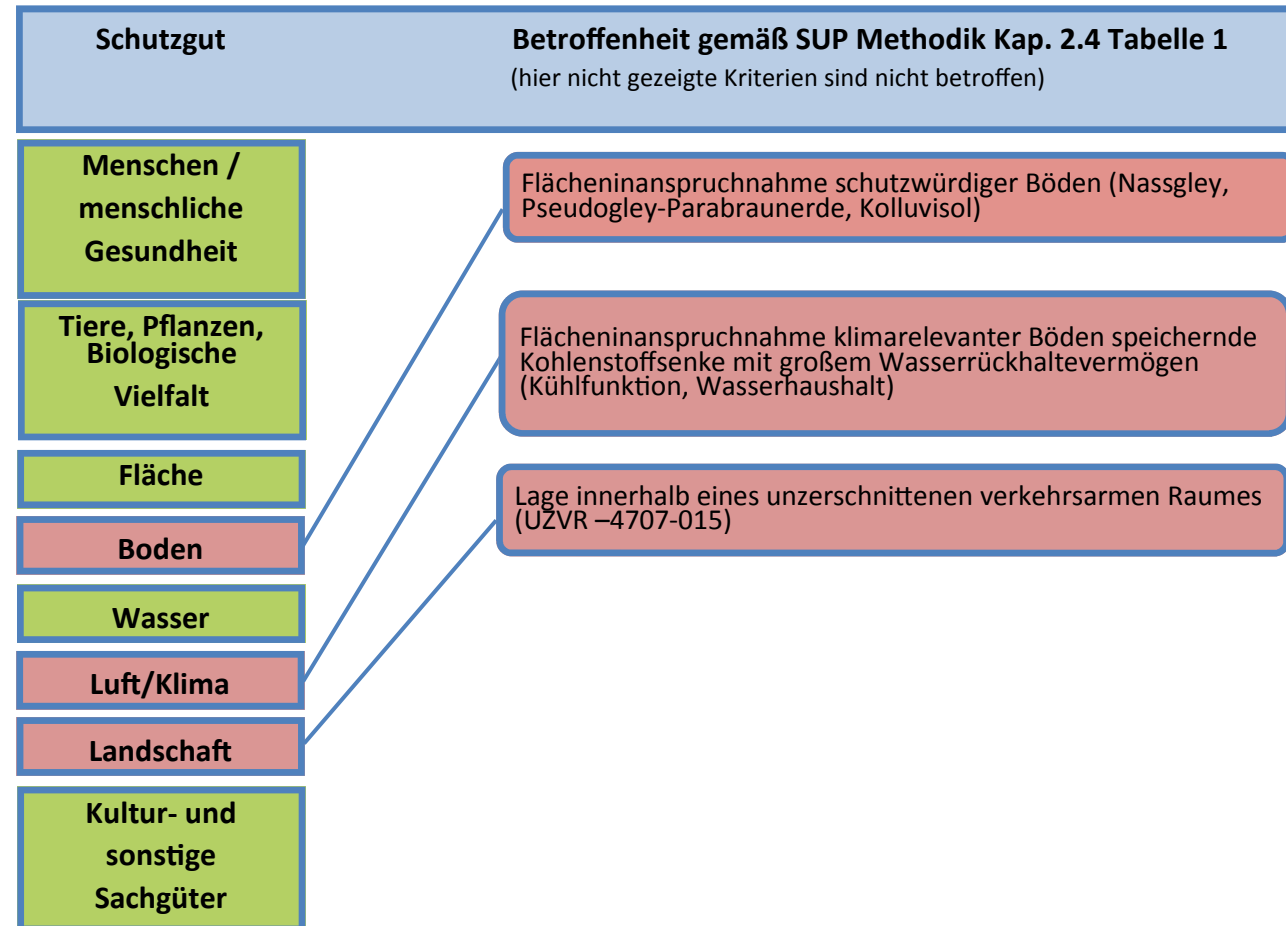 Schutzgut
Betroffenheit gemäß SUP Methodik Kap. 2.4 Tabelle 1
(hier nicht gezeigte Kriterien sind nicht betroffen)
Menschen /
menschliche
Gesundheit
Tiere, Pflanzen,
Biologische
Vielfalt
Fläche
Boden
Wasser
Luft/Klima
Landschaft
Kultur- und
sonstige
Sachgüter
Flächeninanspruchnahme schutzwürdiger Böden (Nassgley,
Pseudogley-Parabraunerde, Kolluvisol)
Flächeninanspruchnahme klimarelevanter Böden speichernde
Kohlenstoffsenke mit großem Wasserrückhaltevermögen
(Kühlfunktion, Wasserhaushalt)
Lage innerhalb eines unzerschnittenen verkehrsarmen Raumes
(UZVR –4707-015)